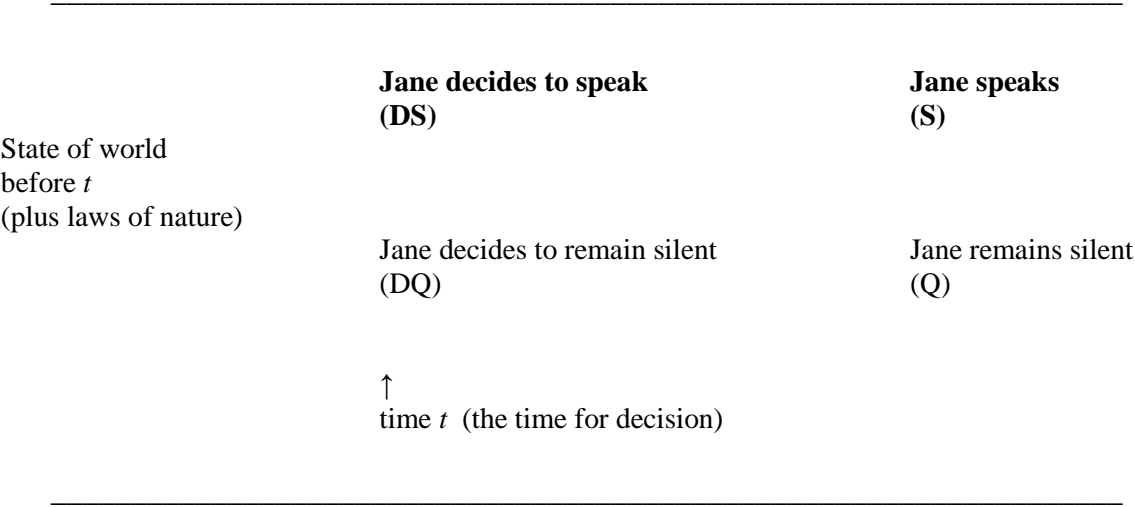 Jane decides to speak
(DS)
Jane speaks
(S)
State of world
before t
(plus laws of nature)
Jane decides to remain silent
(DQ)
Jane remains silent
(Q)
↑
time t (the time for decision)